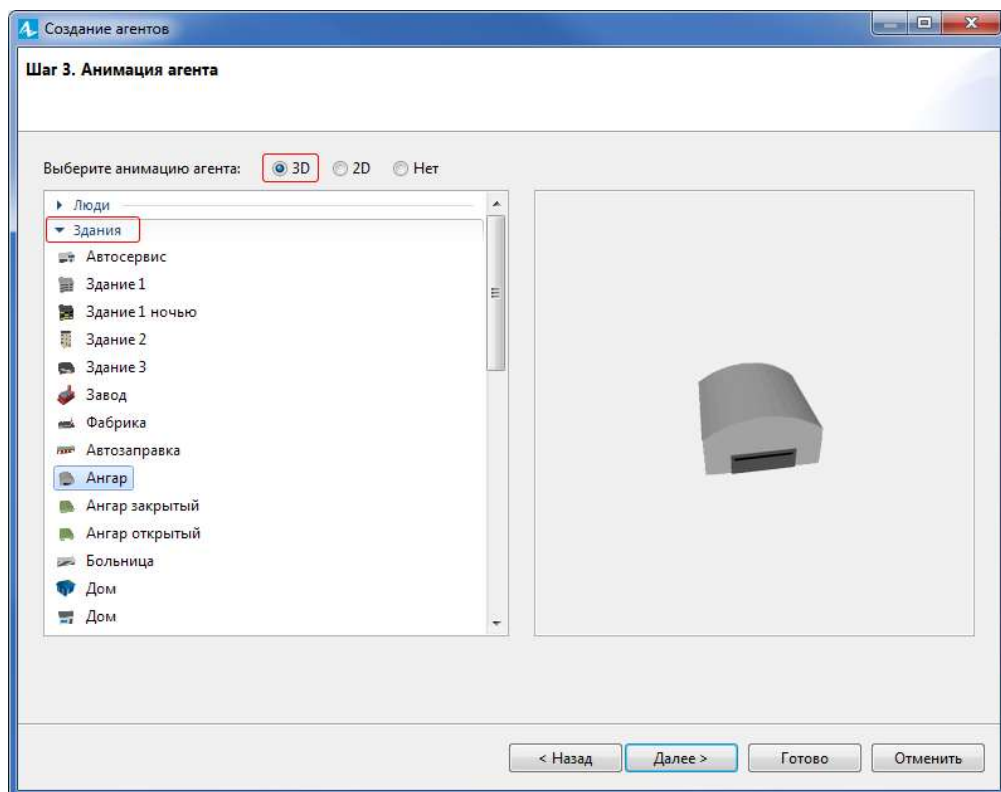 Создание агентов
Шаг 3. Анимация агента
Выберите анимацию агента: 3D 2D Нет
Люди
Здания
Автосервис
Здание 1
Здание 1 ночью
Здание 2
Здание 3
Завод
Фабрика
Автозаправка
Ангар
Ангар закрытый
Ангар открытый
Больница
Дом
Дом
< Назад Далее > Готово Отменить